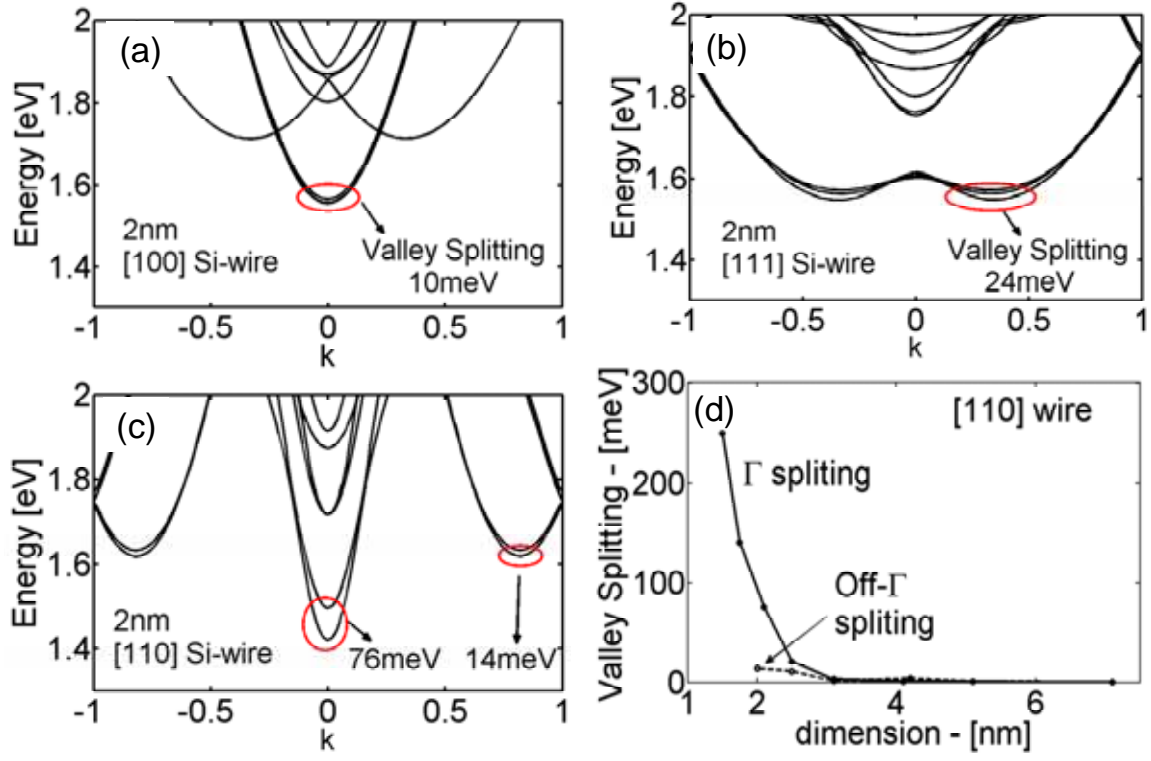 (a)
2
1.8
1.6
1.4
Energy [eV]
2nm
[100] Si-wire
Valley Splitting
10meV
-1 -0.5 0 0.5 1
k
(b)
2
1.8
1.6
1.4
Energy [eV]
2nm
[111] Si-wire
Valley Splitting
24meV
-1 -0.5 0 0.5 1
k
(c)
2
1.8
1.6
1.4
Energy [eV]
2nm
[110] Si-wire
76meV 14meV
-1 -0.5 0 0.5 1
k
(d)
[110] wire
300
200
100
0
Valley Splitting - [meV]
Γ spliting
Off-Γ
spliting
2 4 6
dimension - [nm]